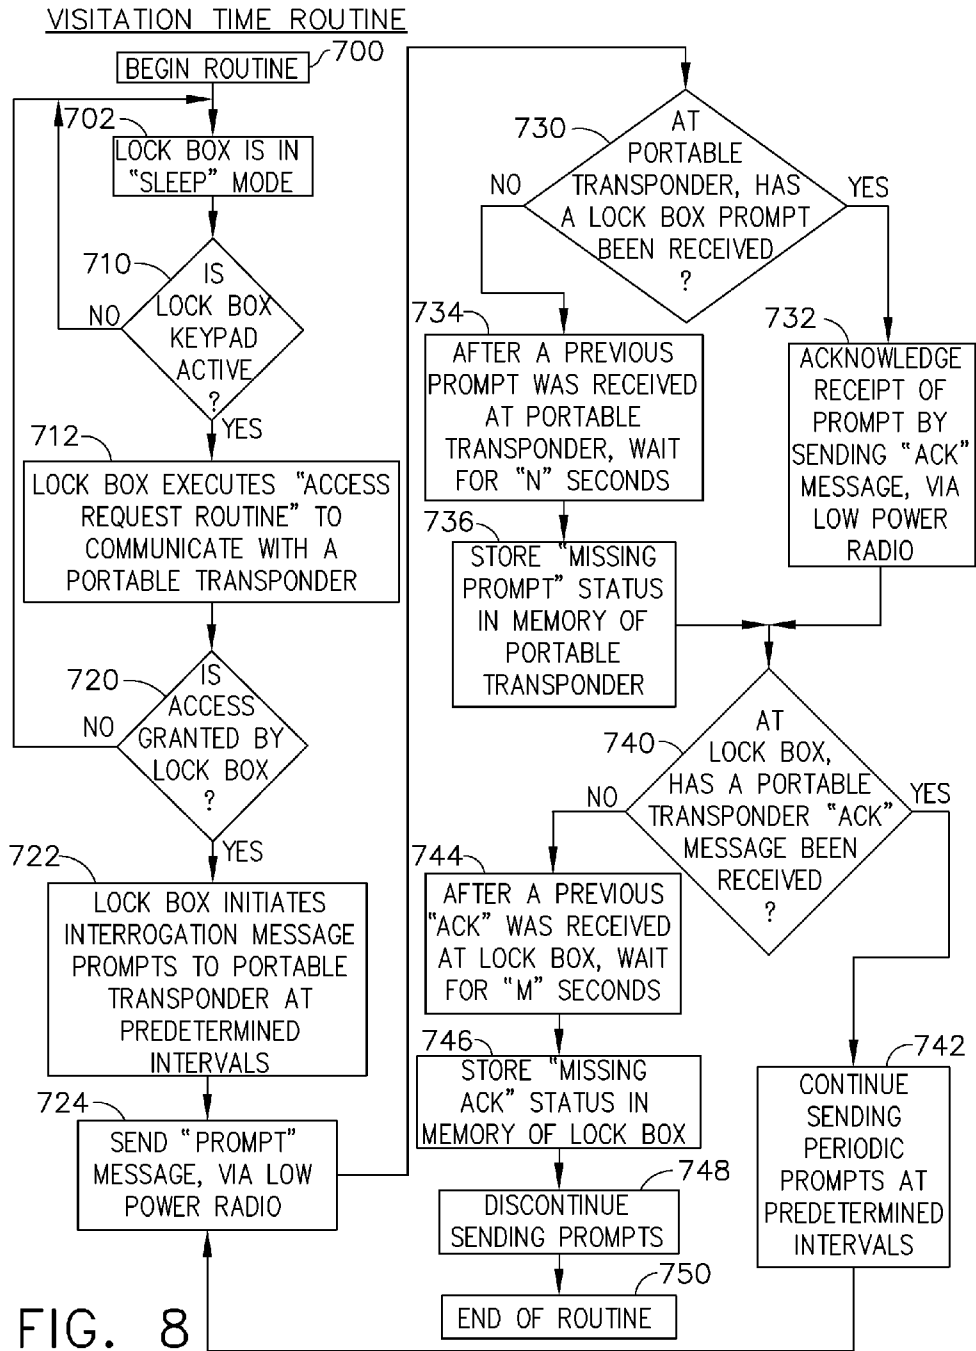 VISITATION TIME ROUTINE
700
BEGIN ROUTINE
702
LOCK BOX IS IN
"SLEEP" MODE
710
IS
LOCK BOX
KEYPAD
ACTIVE
?
NO
YES
712
LOCK BOX EXECUTES "ACCESS
REQUEST ROUTINE" TO
COMMUNICATE WITH A
PORTABLE TRANSPONDER
720
IS
ACCESS
GRANTED BY
LOCK BOX
?
NO
YES
722
LOCK BOX INITIATES
INTERROGATION MESSAGE
PROMPTS TO PORTABLE
TRANSPONDER AT
PREDETERMINED
INTERVALS
724
SEND "PROMPT"
MESSAGE, VIA LOW
POWER RADIO
730
AT
PORTABLE
TRANSPONDER, HAS
A LOCK BOX PROMPT
BEEN RECEIVED
?
NO
YES
734
AFTER A PREVIOUS
PROMPT WAS RECEIVED
AT PORTABLE
TRANSPONDER, WAIT
FOR "N" SECONDS
732
ACKNOWLEDGE
RECEIPT OF
PROMPT BY
SENDING "ACK"
MESSAGE, VIA
LOW POWER
RADIO
736
STORE "MISSING
PROMPT" STATUS
IN MEMORY OF
PORTABLE
TRANSPONDER
740
AT
LOCK BOX,
HAS A PORTABLE
TRANSPONDER "ACK"
MESSAGE BEEN
RECEIVED
?
NO
YES
744
AFTER A PREVIOUS
"ACK" WAS RECEIVED
AT LOCK BOX, WAIT
FOR "M" SECONDS
746
STORE "MISSING
ACK" STATUS IN
MEMORY OF LOCK BOX
742
CONTINUE
SENDING
PERIODIC
PROMPTS AT
PREDETERMINED
INTERVALS
748
DISCONTINUE
SENDING PROMPTS
750
END OF ROUTINE
FIG. 8